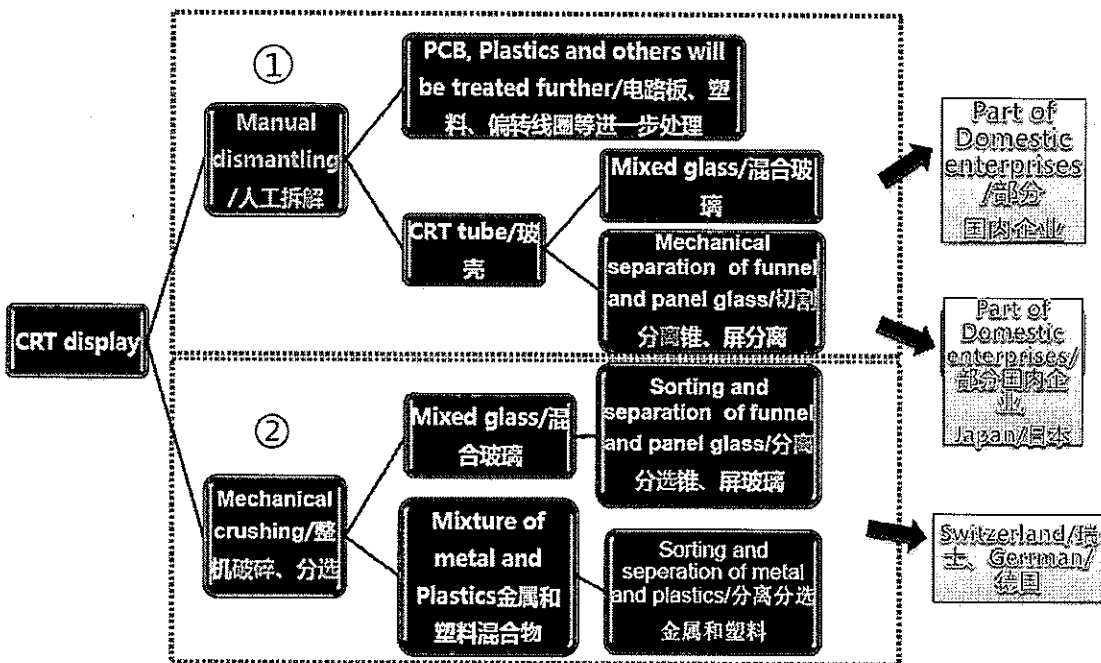 ①
PCB, Plastics and others will
be treated further/电路板、塑
料、偏转线圈等进一步处理
Manual
dismantling
/人工拆解
Mixed glass/混合玻
璃
CRT tube/玻
壳
Mechanical
separation of funnel
and panel glass/切割
分离锥、屏分离
CRT display
②
Mixed glass/混
合玻璃
Sorting and
separation of funnel
and panel glass/分离
分选锥、屏玻璃
Mechanical
crushing/整
机破碎、分选
Mixture of
metal and
Plastics金属和
塑料混合物
Sorting and
seperation of metal
and plastics/分离分选
金属和塑料
Part of
Domestic
enterprises
/部分
国内企业
Part of
Domestic
enterprises/
部分国内企
业,
Japan/日本
Switzerland/瑞
士、Gerrman/
德国